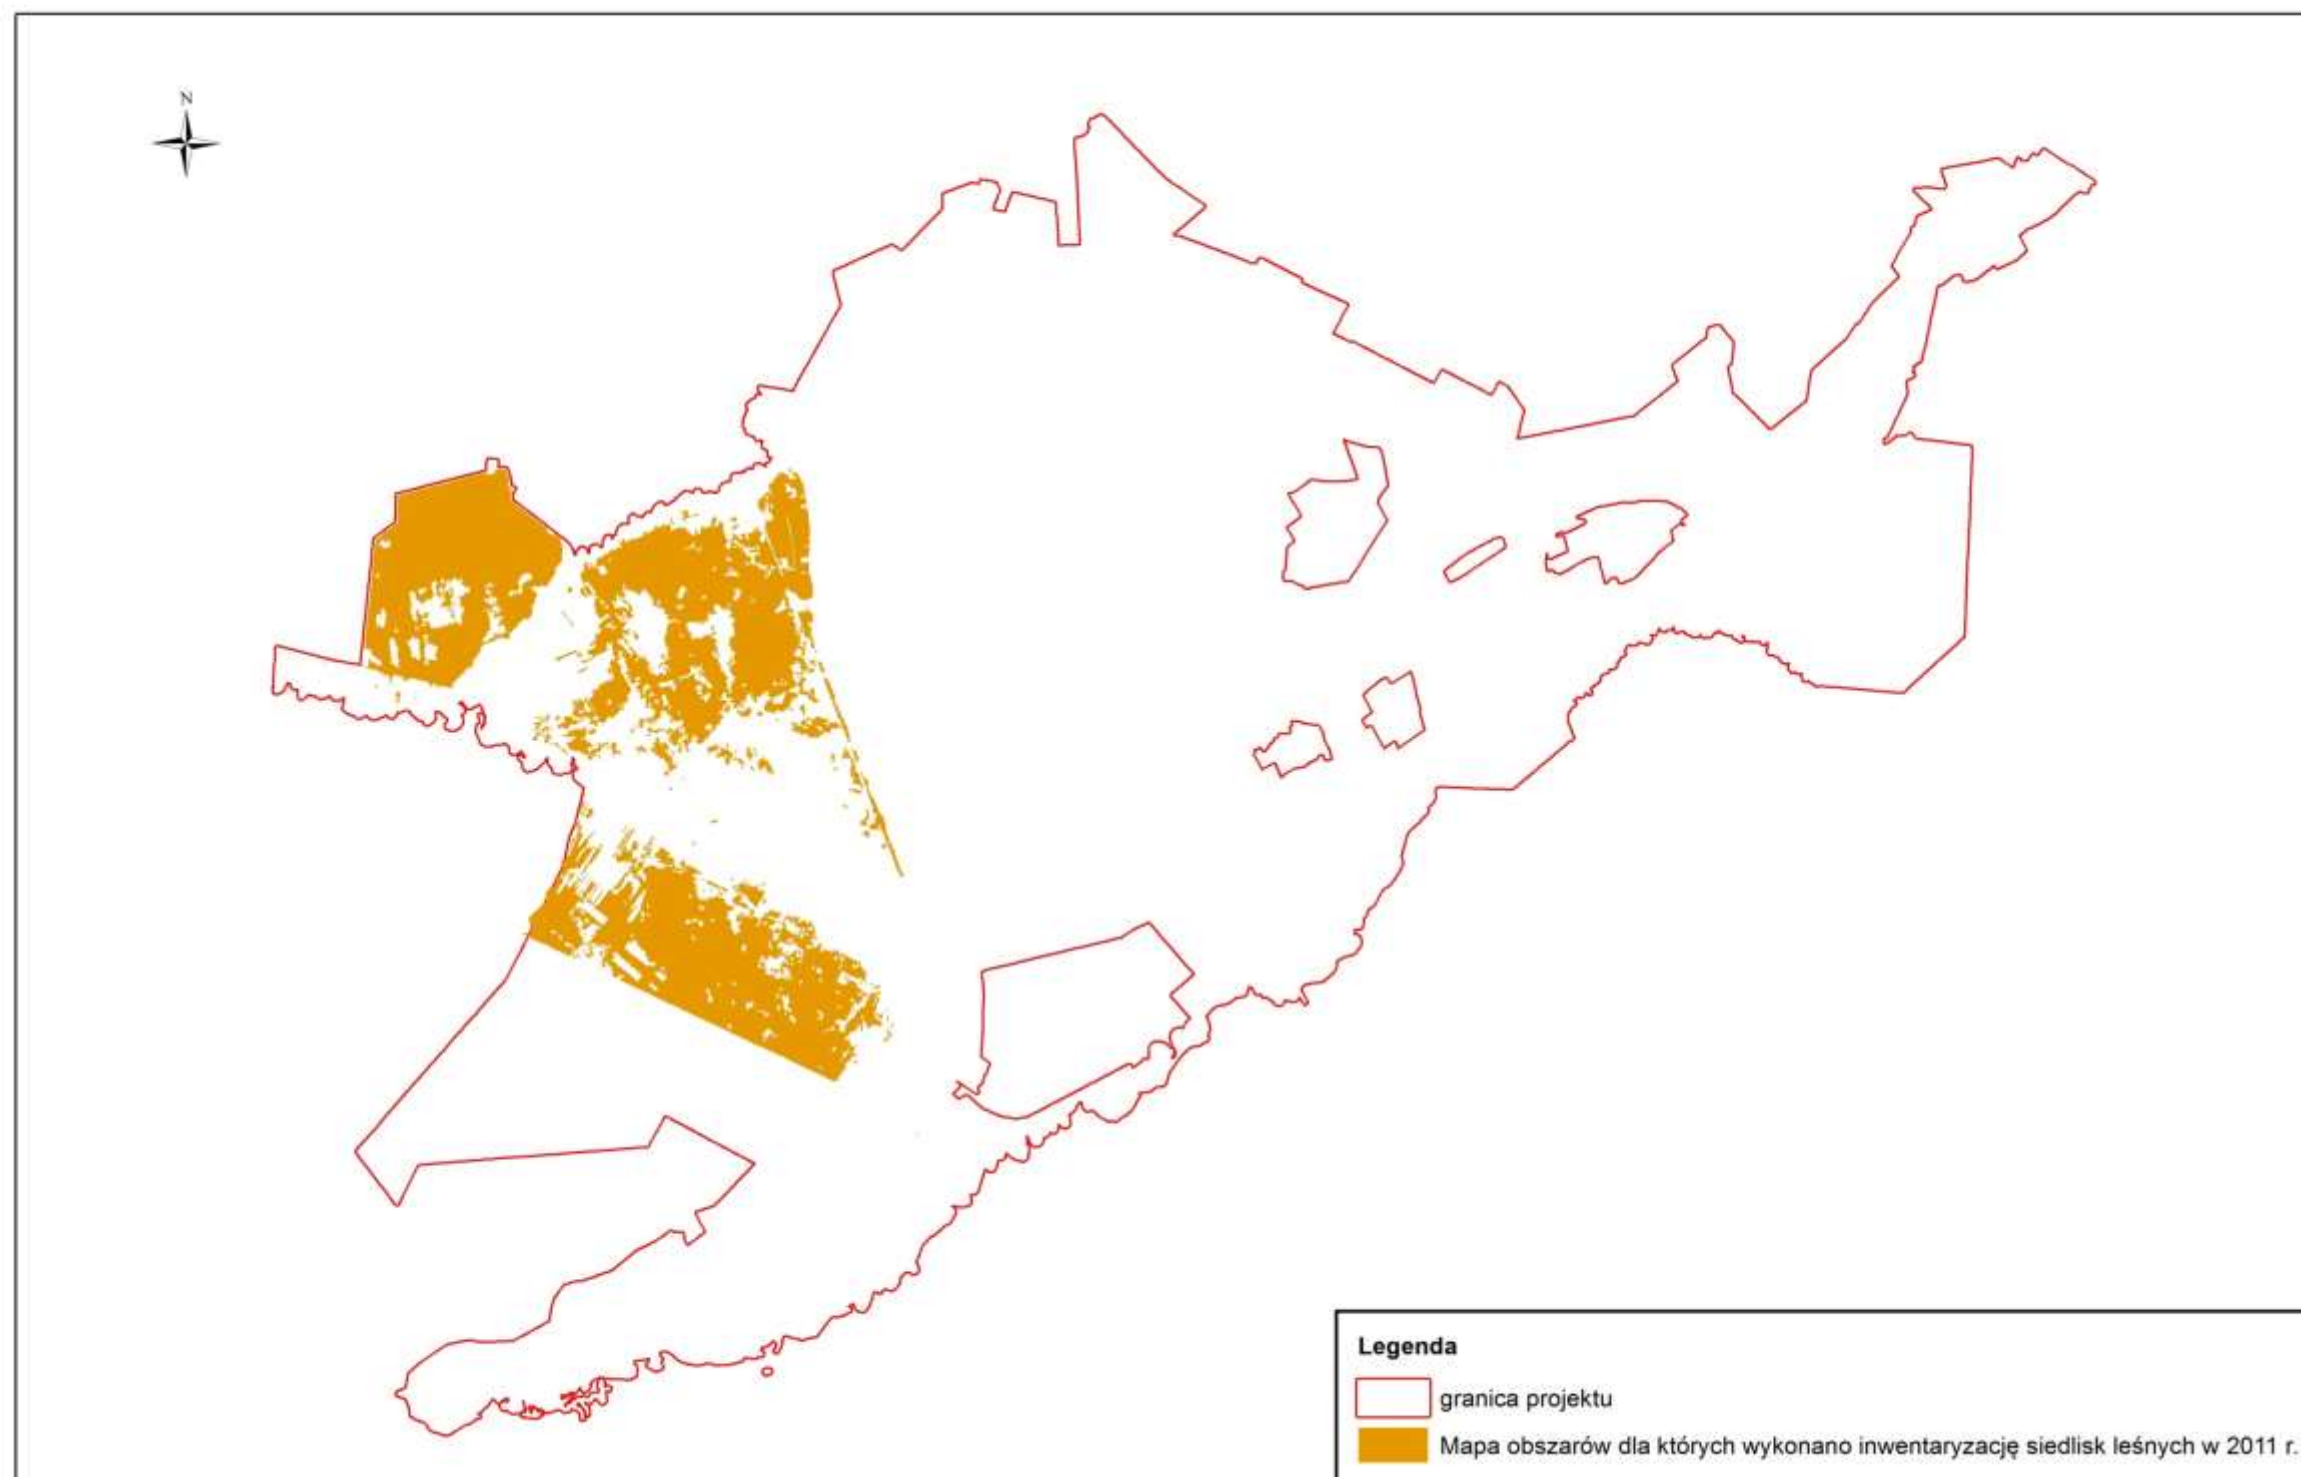 N
Legenda
granica projektu
Mapa obszarów dla których wykonano inwentaryzację siedlisk leśnych w 2011 r.